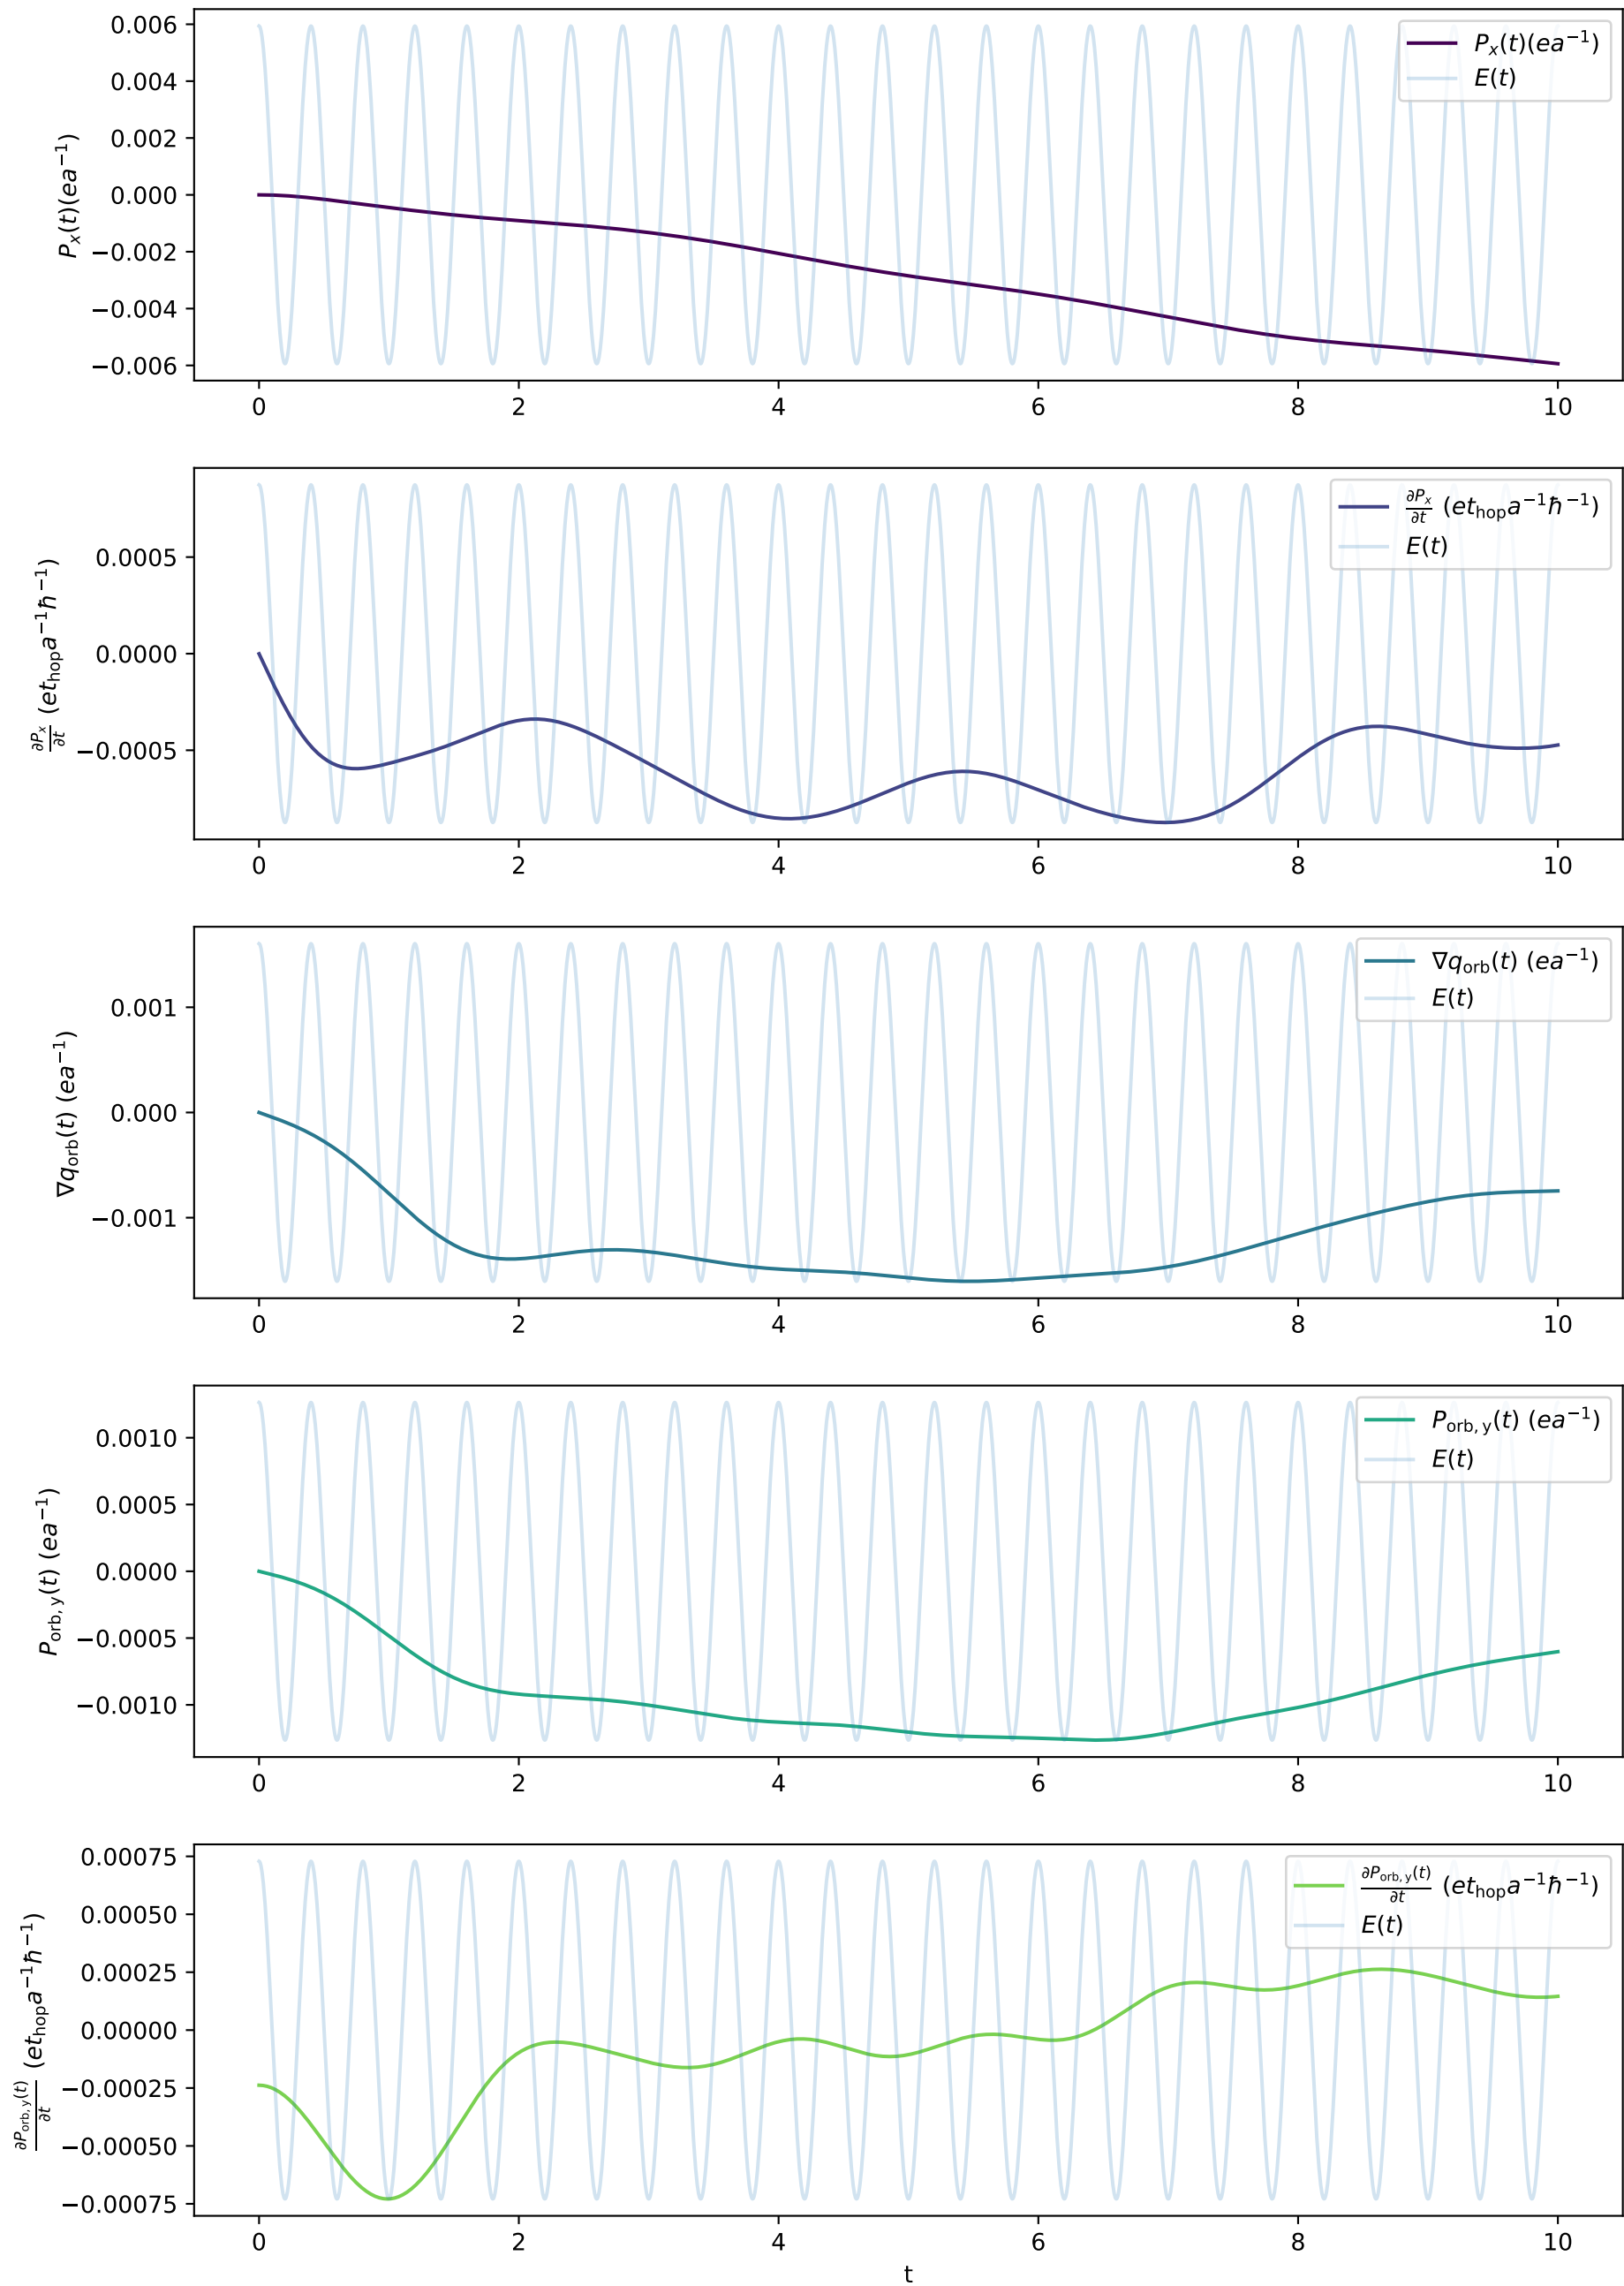 P_x(t)(ea⁻¹)
0.006
0.004
0.002
0.000
−0.002
−0.004
−0.006
P_x(t)(ea⁻¹)
E(t)
0 2 4 6 8 10
∂P_x/∂t (et_hop a⁻¹ħ⁻¹)
0.0005
0.0000
−0.0005
∂P_x/∂t (et_hop a⁻¹ħ⁻¹)
E(t)
0 2 4 6 8 10
∇q_orb(t) (ea⁻¹)
0.001
0.000
−0.001
∇q_orb(t) (ea⁻¹)
E(t)
0 2 4 6 8 10
P_orb, y(t) (ea⁻¹)
0.0010
0.0005
0.0000
−0.0005
−0.0010
P_orb, y(t) (ea⁻¹)
E(t)
0 2 4 6 8 10
∂P_orb, y(t)/∂t (et_hop a⁻¹ħ⁻¹)
0.00075
0.00050
0.00025
0.00000
−0.00025
−0.00050
−0.00075
∂P_orb, y(t)/∂t (et_hop a⁻¹ħ⁻¹)
E(t)
0 2 4 6 8 10
t